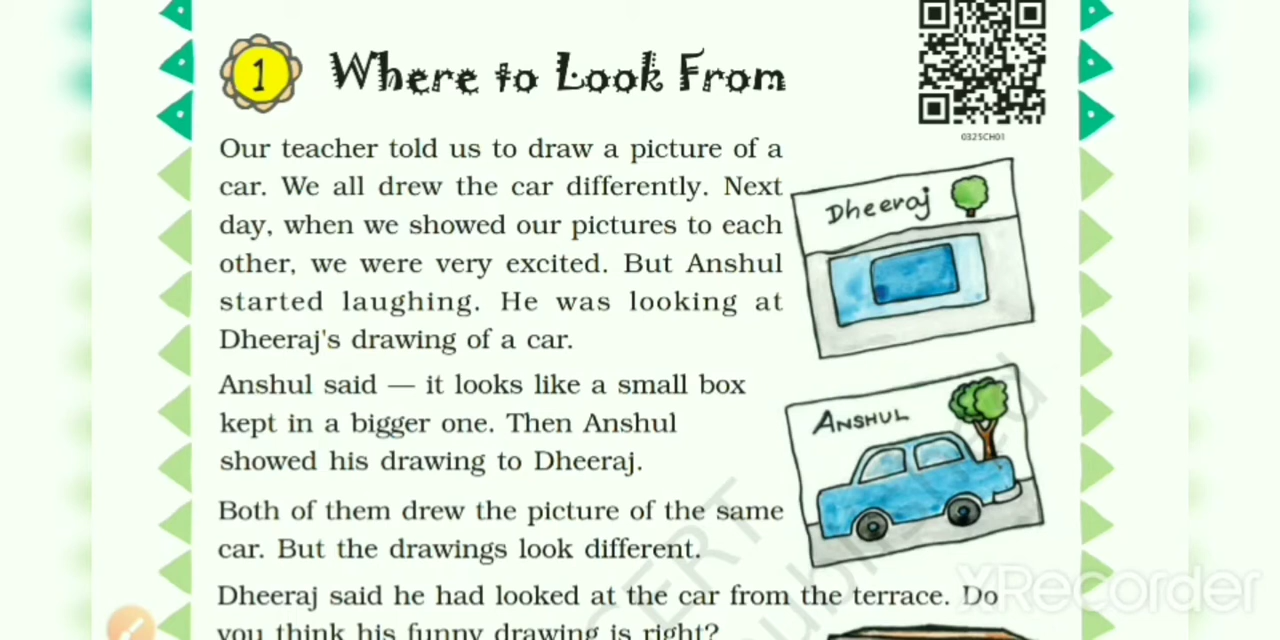 1 Where to Look From
0325CH01
Our teacher told us to draw a picture of a
car. We all drew the car differently. Next
day, when we showed our pictures to each
other, we were very excited. But Anshul
started laughing. He was looking at
Dheeraj's drawing of a car.
Dheeraj
Anshul said — it looks like a small box
kept in a bigger one. Then Anshul
showed his drawing to Dheeraj.
ANSHUL
Both of them drew the picture of the same
car. But the drawings look different.
Dheeraj said he had looked at the car from the terrace. Do
you think his funny drawing is right?
XRecorder